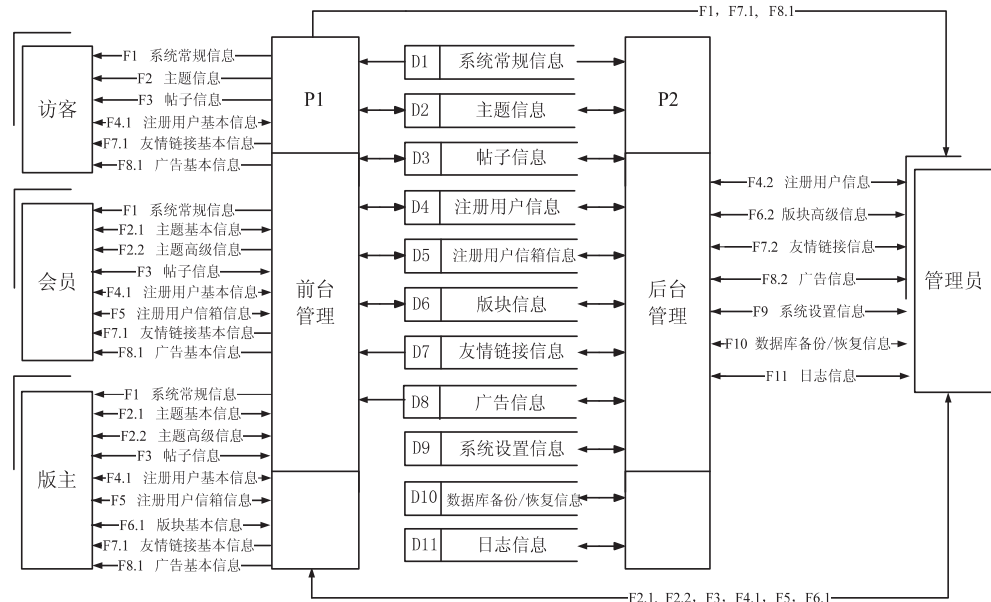 F1，F7.1，F8.1
访客
F1 系统常规信息
F2 主题信息
F3 帖子信息
F4.1 注册用户基本信息
F7.1 友情链接基本信息
F8.1 广告基本信息
会员
F1 系统常规信息
F2.1 主题基本信息
F2.2 主题高级信息
F3 帖子信息
F4.1 注册用户基本信息
F5 注册用户信箱信息
F7.1 友情链接基本信息
F8.1 广告基本信息
版主
F1 系统常规信息
F2.1 主题基本信息
F2.2 主题高级信息
F3 帖子信息
F4.1 注册用户基本信息
F5 注册用户信箱信息
F6.1 版块基本信息
F7.1 友情链接基本信息
F8.1 广告基本信息
P1
前台
管理
D1 系统常规信息
D2 主题信息
D3 帖子信息
D4 注册用户信息
D5 注册用户信箱信息
D6 版块信息
D7 友情链接信息
D8 广告信息
D9 系统设置信息
D10 数据库备份/恢复信息
D11 日志信息
P2
后台
管理
F4.2 注册用户信息
F6.2 版块高级信息
F7.2 友情链接信息
F8.2 广告信息
F9 系统设置信息
F10 数据库备份/恢复信息
F11 日志信息
管理员
F2.1，F2.2，F3，F4.1，F5，F6.1